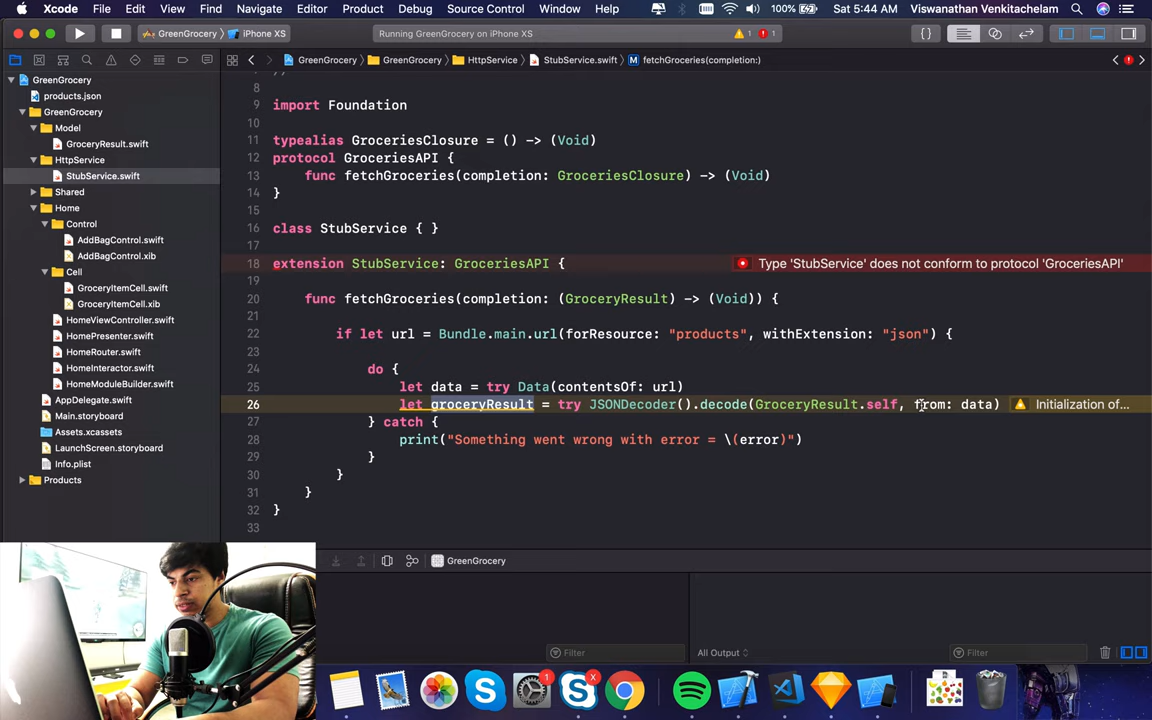 Xcode File Edit View Find Navigate Editor Product Debug Source Control Window Help 100% Sat 5:44 AM Viswanathan Venkitachelam
GreenGrocery iPhone XS Running GreenGrocery on iPhone XS 1 1
GreenGrocery GreenGrocery HttpService StubService.swift M fetchGroceries(completion:)
GreenGrocery
products.json
GreenGrocery
Model
GroceryResult.swift
HttpService
StubService.swift
Shared
Home
Control
AddBagControl.swift
AddBagControl.xib
Cell
GroceryItemCell.swift
GroceryItemCell.xib
HomeViewController.swift
HomePresenter.swift
HomeRouter.swift
HomeInteractor.swift
HomeModuleBuilder.swift
AppDelegate.swift
Main.storyboard
Assets.xcassets
LaunchScreen.storyboard
Info.plist
Products
8
9 import Foundation
10
11 typealias GroceriesClosure = () -> (Void)
12 protocol GroceriesAPI {
13 func fetchGroceries(completion: GroceriesClosure) -> (Void)
14 }
15
16 class StubService { }
17
18 extension StubService: GroceriesAPI { Type 'StubService' does not conform to protocol 'GroceriesAPI'
19
20 func fetchGroceries(completion: (GroceryResult) -> (Void)) {
21
22 if let url = Bundle.main.url(forResource: "products", withExtension: "json") {
23
24 do {
25 let data = try Data(contentsOf: url)
26 let groceryResult = try JSONDecoder().decode(GroceryResult.self, from: data) Initialization of...
27 } catch {
28 print("Something went wrong with error = \(error)")
29 }
30 }
31 }
32 }
33
GreenGrocery
Filter All Output Filter
1 X